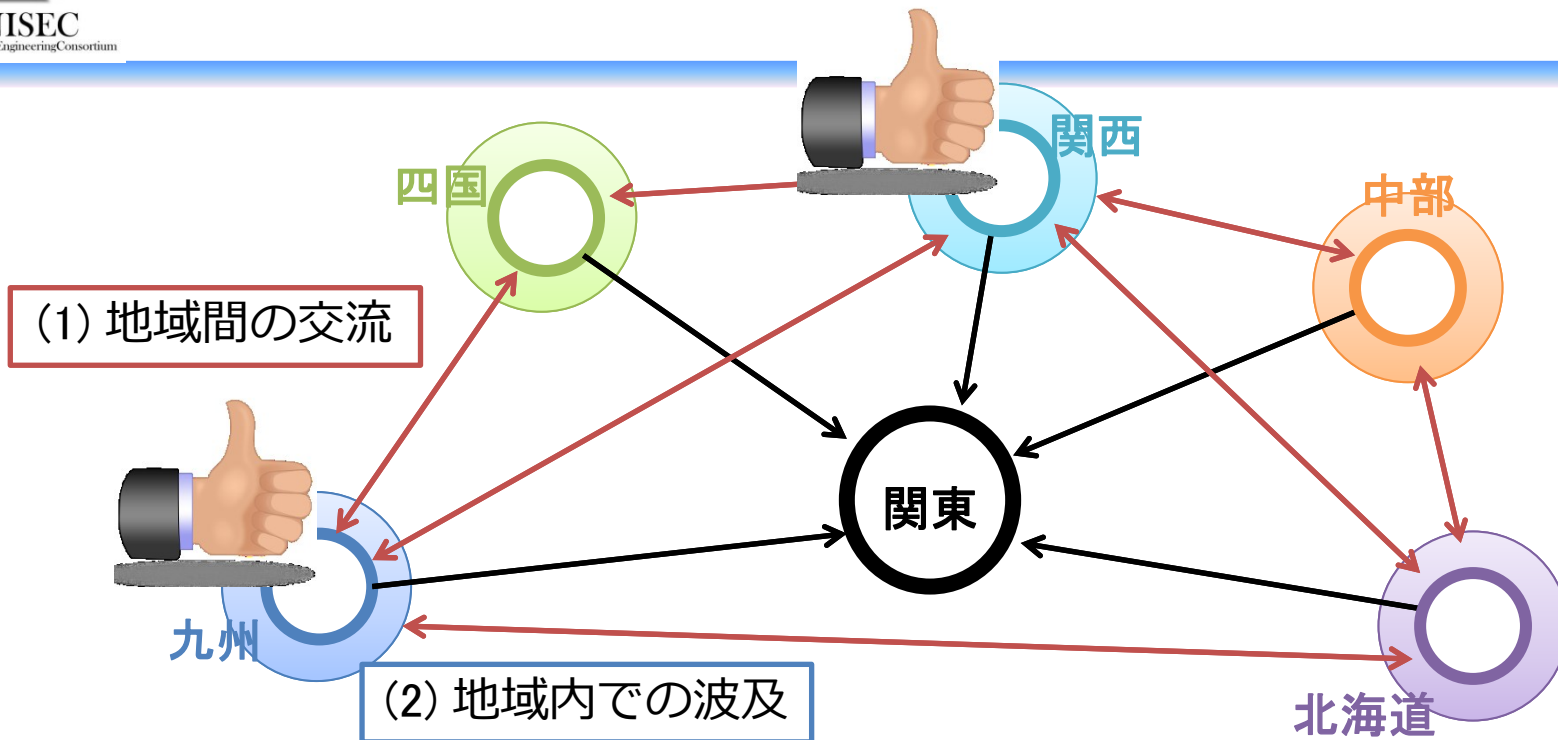 NISEC
EngineeringConsortium
関西
四国
中部
(1) 地域間の交流
関東
九州
(2) 地域内での波及
北海道